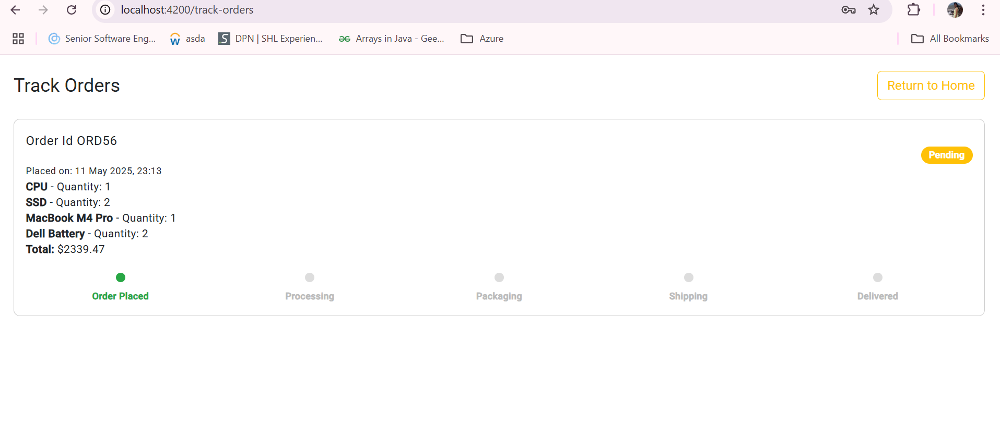 localhost:4200/track-orders
Senior Software Eng... asda DPN | SHL Experien... Arrays in Java - Gee... Azure All Bookmarks
Track Orders
Return to Home
Order Id ORD56
Pending
Placed on: 11 May 2025, 23:13
CPU - Quantity: 1
SSD - Quantity: 2
MacBook M4 Pro - Quantity: 1
Dell Battery - Quantity: 2
Total: $2339.47
Order Placed Processing Packaging Shipping Delivered